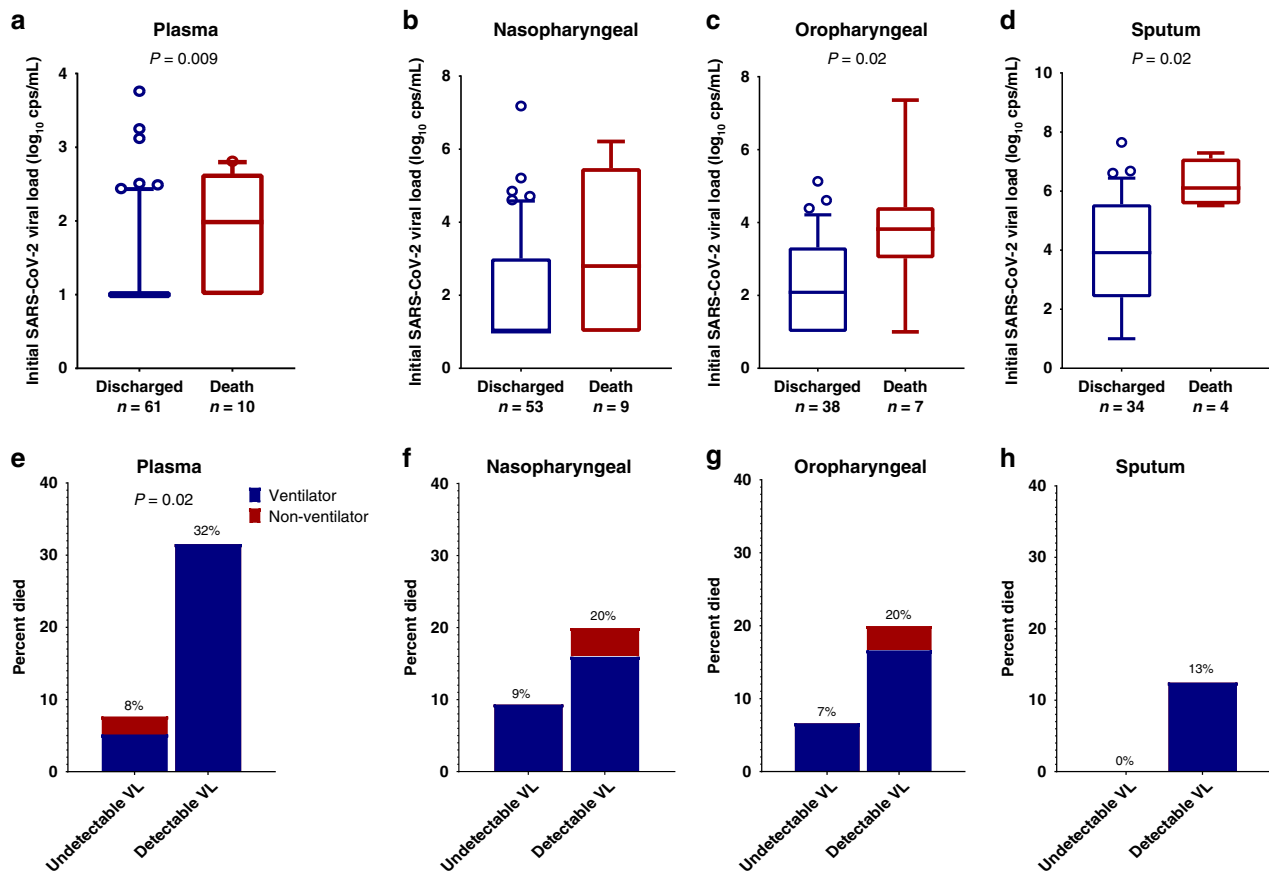 a
Plasma
P = 0.009
Initial SARS-CoV-2 viral load (log10 cps/mL)
4
3
2
1
0
Discharged
n = 61
Death
n = 10
b
Nasopharyngeal
Initial SARS-CoV-2 viral load (log10 cps/mL)
8
6
4
2
0
Discharged
n = 53
Death
n = 9
c
Oropharyngeal
P = 0.02
Initial SARS-CoV-2 viral load (log10 cps/mL)
8
6
4
2
0
Discharged
n = 38
Death
n = 7
d
Sputum
P = 0.02
Initial SARS-CoV-2 viral load (log10 cps/mL)
10
8
6
4
2
0
Discharged
n = 34
Death
n = 4
e
Plasma
P = 0.02
Ventilator
Non-ventilator
Percent died
40
30
20
10
0
8%
32%
Undetectable VL
Detectable VL
f
Nasopharyngeal
Percent died
40
30
20
10
0
9%
20%
Undetectable VL
Detectable VL
g
Oropharyngeal
Percent died
40
30
20
10
0
7%
20%
Undetectable VL
Detectable VL
h
Sputum
Percent died
40
30
20
10
0
0%
13%
Undetectable VL
Detectable VL